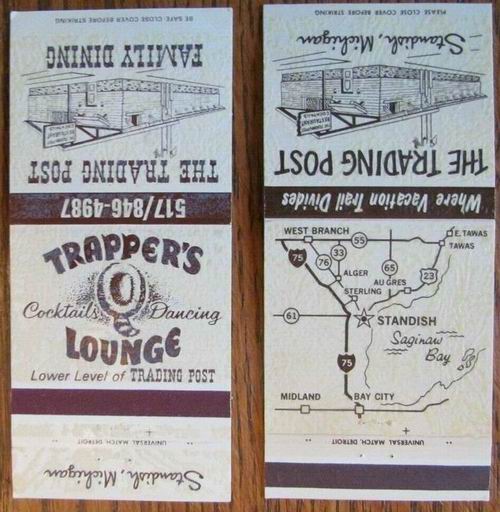 BE SAFE CLOSE COVER BEFORE STRIKING
FAMILY DINING
THE TRADING POST
517/846-4987
TRAPPER'S
Cocktails Dancing
LOUNGE
Lower Level of TRADING POST
UNIVERSAL MATCH, DETROIT
Standish, Michigan
PLEASE CLOSE COVER BEFORE STRIKING
Standish, Michigan
THE TRADING POST
Where Vacation Trail Divides
WEST BRANCH
55
E. TAWAS
TAWAS
75
33
76
65
23
ALGER
AU GRES
STERLING
61
STANDISH
Saginaw
Bay
75
MIDLAND
BAY CITY
UNIVERSAL MATCH, DETROIT